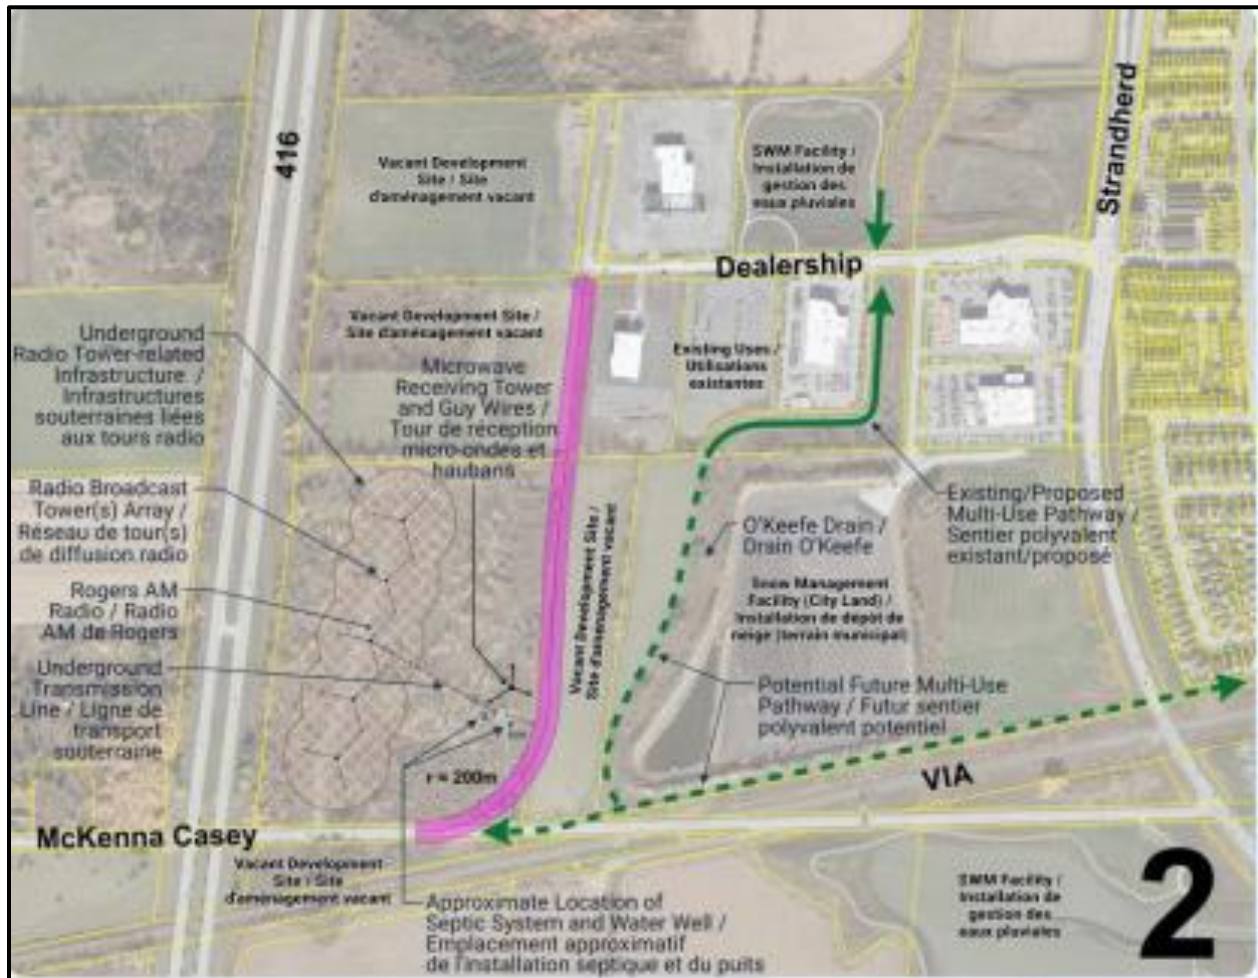 416
Strandherd
Vacant Development
Site / Site
d'aménagement vacant
SWM Facility /
Installation de
gestion des
eaux pluviales
Dealership
Vacant Development Site /
Site d'aménagement vacant
Existing Uses /
Utilisations
existantes
Underground
Radio Tower-related
Infrastructure /
Infrastructures
souterraines liées
aux tours radio
Microwave
Receiving Tower
and Guy Wires /
Tour de réception
micro-ondes et
haubans
Radio Broadcast
Tower(s) Array /
Réseau de tour(s)
de diffusion radio
Rogers AM
Radio / Radio
AM de Rogers
Underground
Transmission
Line / Ligne de
transport
souterraine
Vacant Development Site /
Site d'aménagement vacant
O'Keefe Drain /
Drain O'Keefe
Existing/Proposed
Multi-Use Pathway /
Sentier polyvalent
existant/proposé
Snow Management
Facility (City Land) /
Installation de dépôt de
neige (terrain municipal)
Potential Future Multi-Use
Pathway / Futur sentier
polyvalent potentiel
r = 200m
VIA
McKenna Casey
Vacant Development
Site / Site
d'aménagement vacant
Approximate Location of
Septic System and Water Well /
Emplacement approximatif
de l'installation septique et du puits
SWM Facility /
Installation de
gestion des
eaux pluviales
2